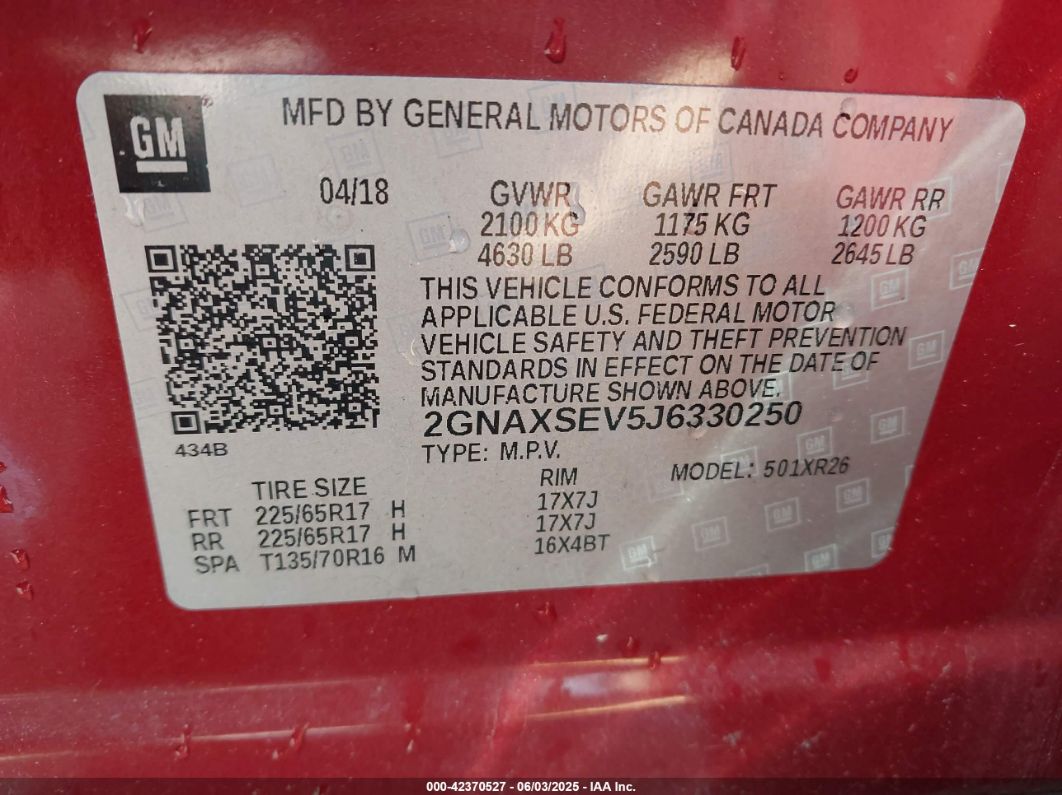 GM
MFD BY GENERAL MOTORS OF CANADA COMPANY
04/18 GVWR GAWR FRT GAWR RR
2100 KG 1175 KG 1200 KG
4630 LB 2590 LB 2645 LB
THIS VEHICLE CONFORMS TO ALL
APPLICABLE U.S. FEDERAL MOTOR
VEHICLE SAFETY AND THEFT PREVENTION
STANDARDS IN EFFECT ON THE DATE OF
MANUFACTURE SHOWN ABOVE.
2GNAXSEV5J6330250
434B
TYPE: M.P.V. MODEL: 501XR26
TIRE SIZE RIM
FRT 225/65R17 H 17X7J
RR 225/65R17 H 17X7J
SPA T135/70R16 M 16X4BT
000-42370527 - 06/03/2025 - IAA Inc.